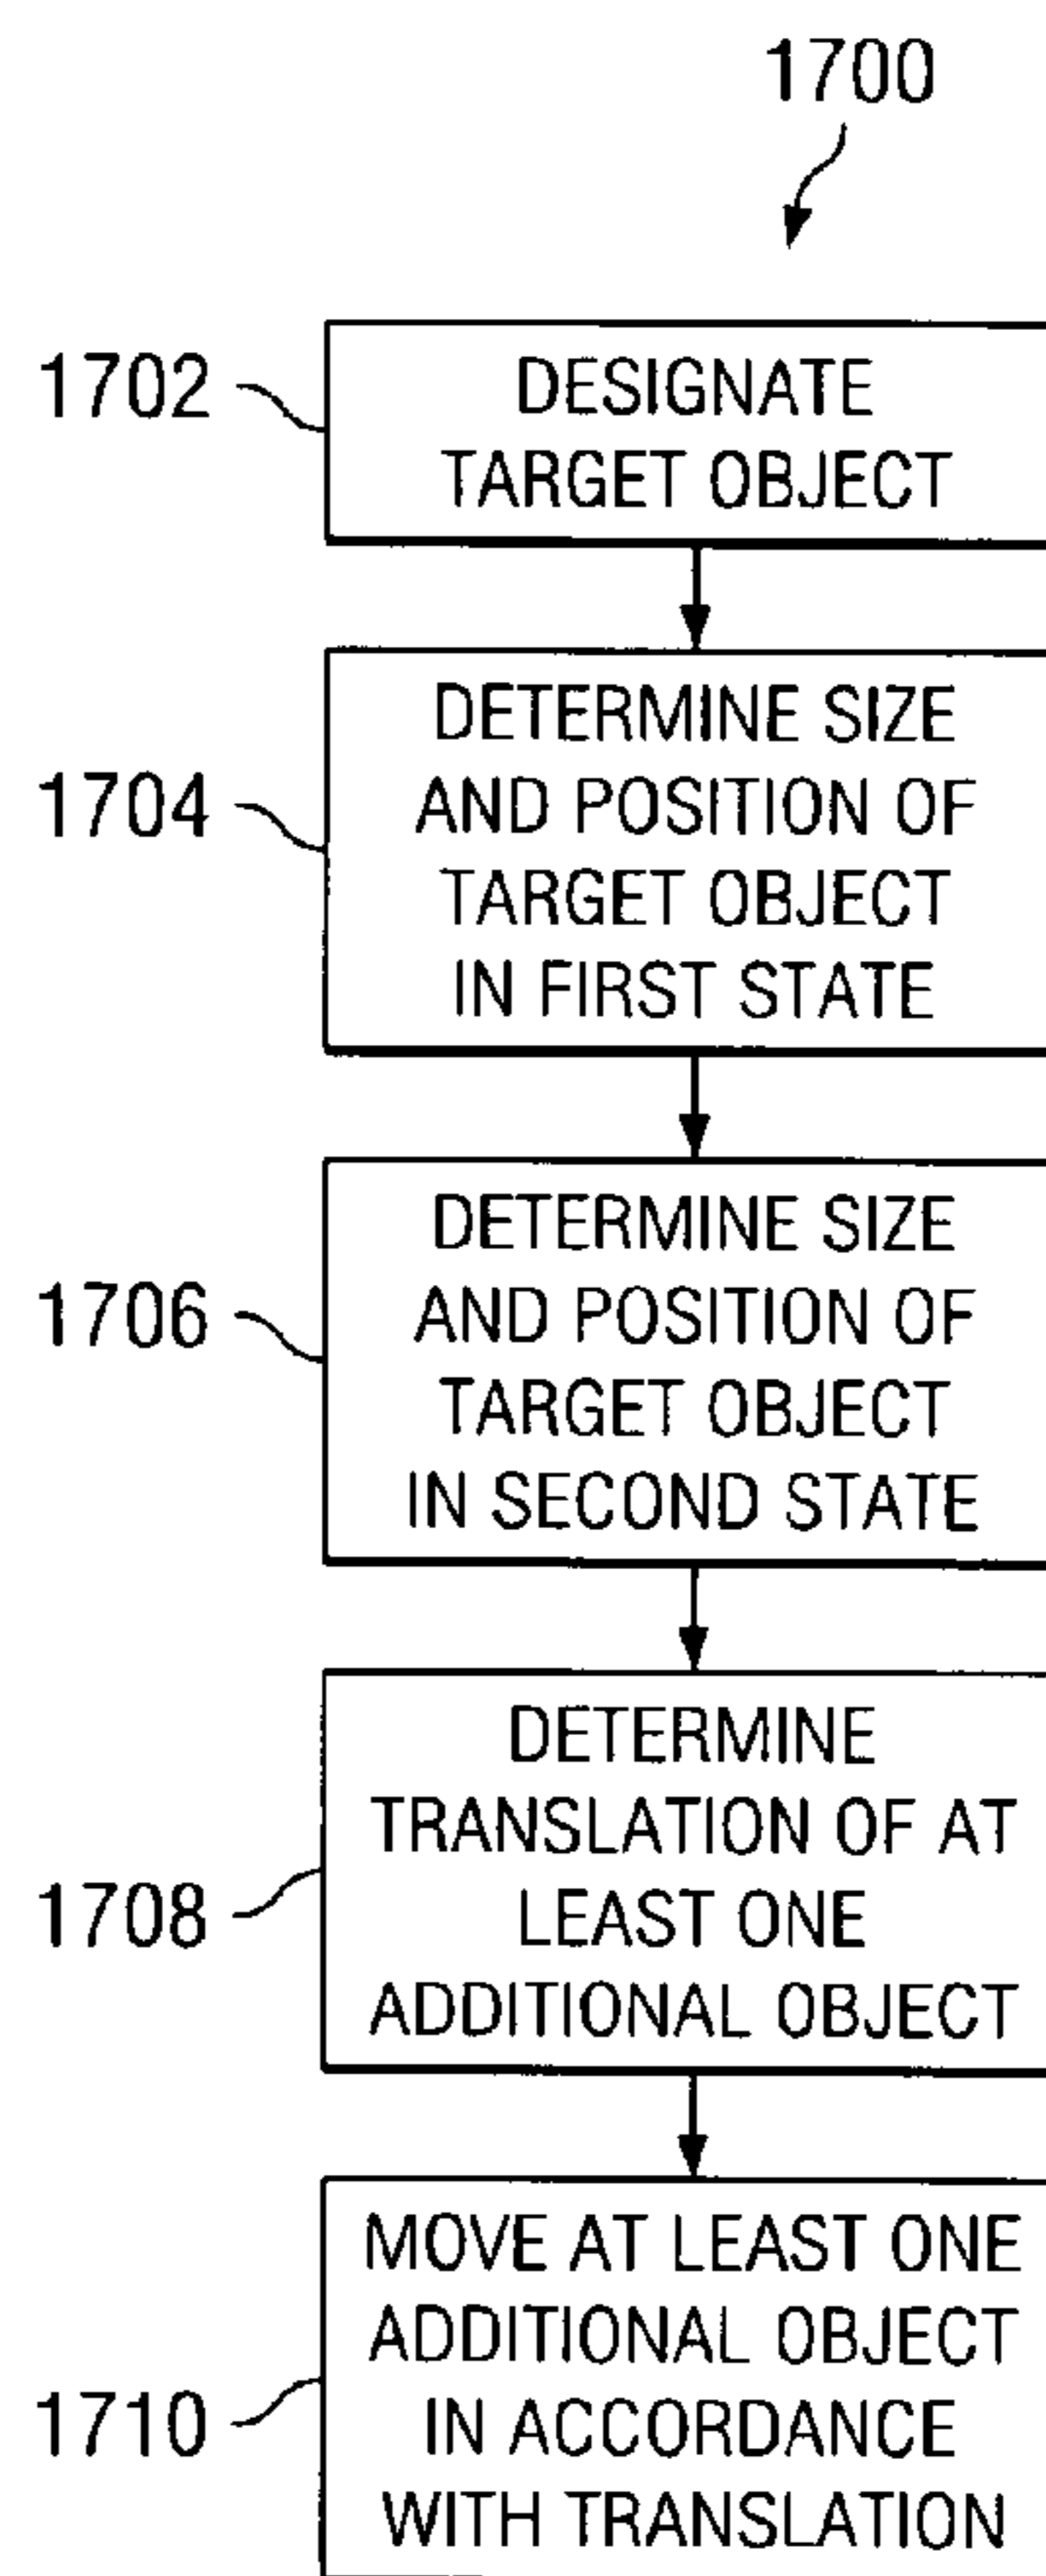 1700
1702
DESIGNATE
TARGET OBJECT
1704
DETERMINE SIZE
AND POSITION OF
TARGET OBJECT
IN FIRST STATE
1706
DETERMINE SIZE
AND POSITION OF
TARGET OBJECT
IN SECOND STATE
1708
DETERMINE
TRANSLATION OF AT
LEAST ONE
ADDITIONAL OBJECT
1710
MOVE AT LEAST ONE
ADDITIONAL OBJECT
IN ACCORDANCE
WITH TRANSLATION